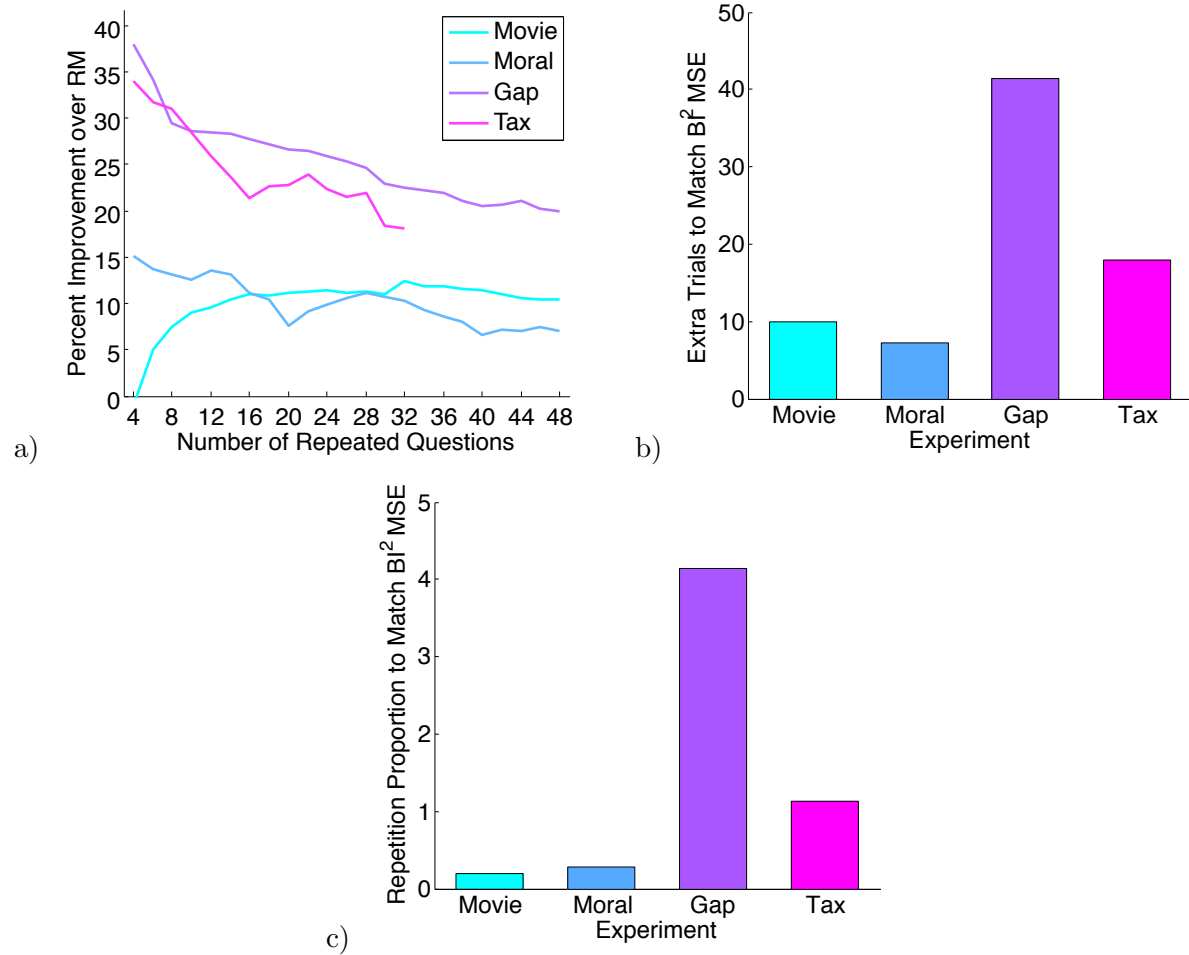 Percent Improvement over RM
40
35
30
25
20
15
10
5
0
4 8 12 16 20 24 28 32 36 40 44 48
Number of Repeated Questions
Movie
Moral
Gap
Tax
a)
Extra Trials to Match BI² MSE
50
40
30
20
10
0
Movie Moral Gap Tax
Experiment
b)
Repetition Proportion to Match BI² MSE
5
4
3
2
1
0
Movie Moral Gap Tax
Experiment
c)